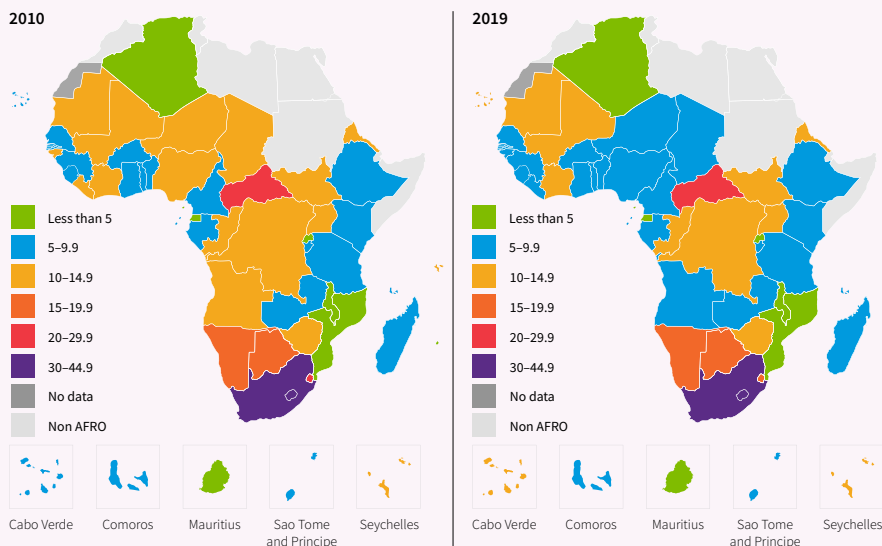 2010
Less than 5
5–9.9
10–14.9
15–19.9
20–29.9
30–44.9
No data
Non AFRO
Cabo Verde
Comoros
Mauritius
Sao Tome
and Principe
Seychelles
2019
Less than 5
5–9.9
10–14.9
15–19.9
20–29.9
30–44.9
No data
Non AFRO
Cabo Verde
Comoros
Mauritius
Sao Tome
and Principe
Seychelles